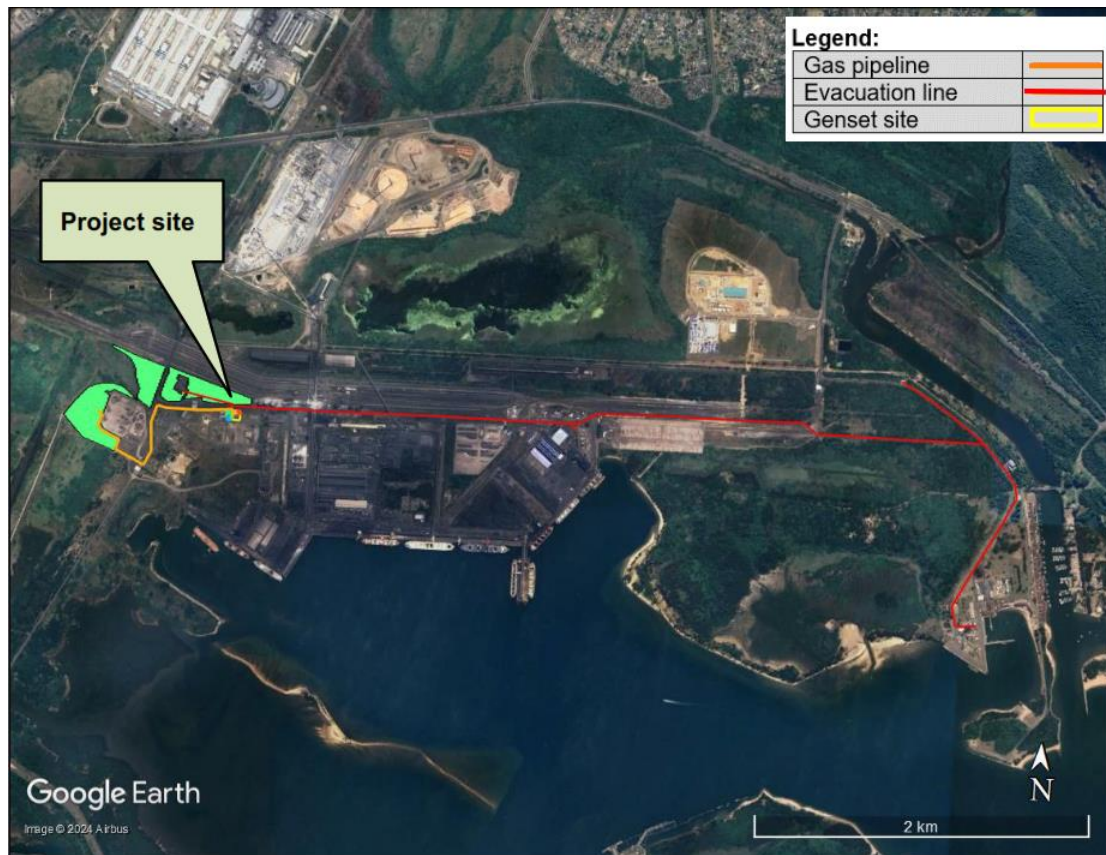 Legend:
Gas pipeline
Evacuation line
Genset site
Project site
N
Google Earth
Image © 2024 Airbus
2 km